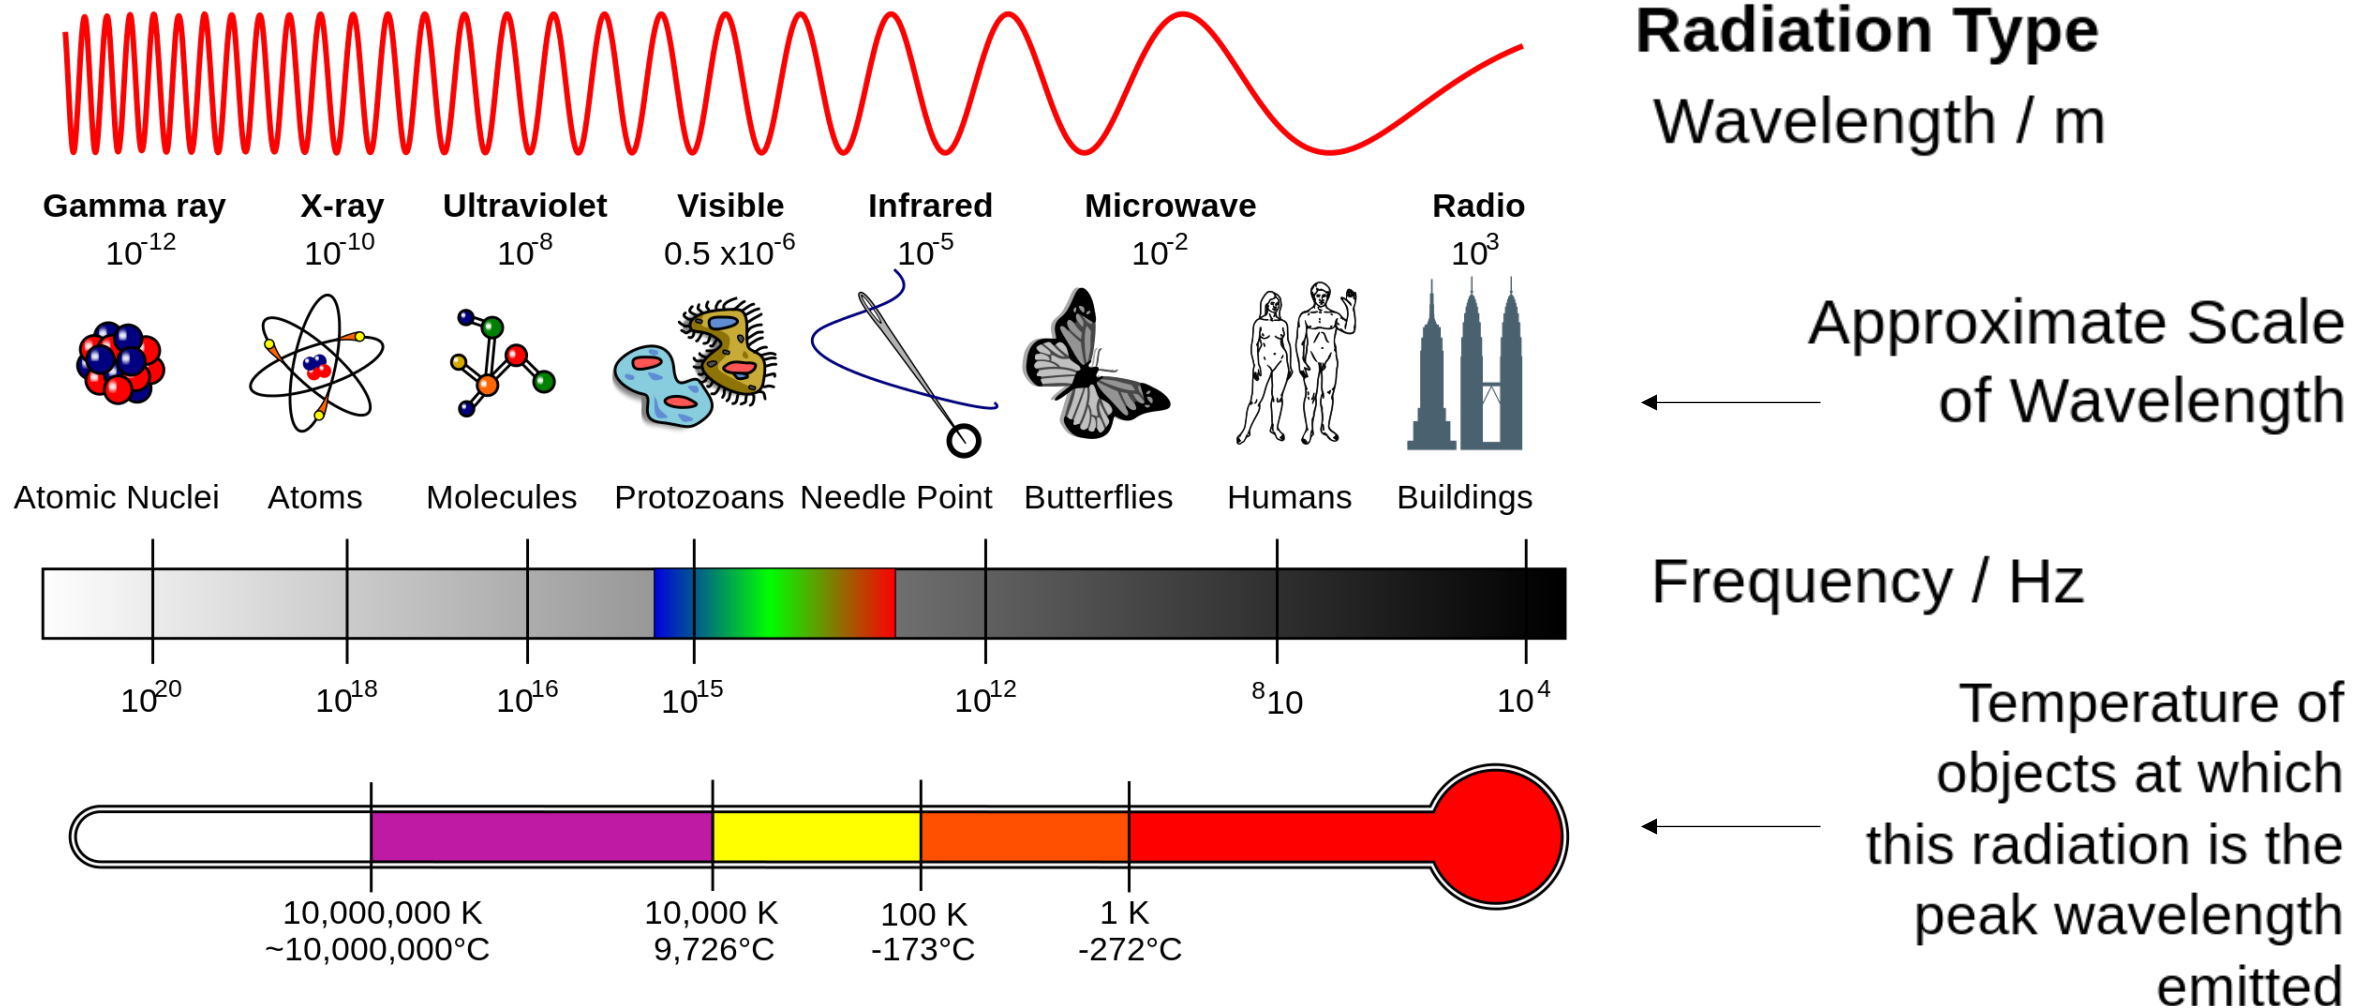 Radiation Type
Wavelength / m
Gamma ray X-ray Ultraviolet Visible Infrared Microwave Radio
10-12 10-10 10-8 0.5 x10-6 10-5 10-2 103
Approximate Scale
of Wavelength
Atomic Nuclei Atoms Molecules Protozoans Needle Point Butterflies Humans Buildings
Frequency / Hz
1020 1018 1016 1015 1012 810 104
Temperature of
objects at which
this radiation is the
peak wavelength
emitted
10,000,000 K 10,000 K 100 K 1 K
~10,000,000°C 9,726°C -173°C -272°C